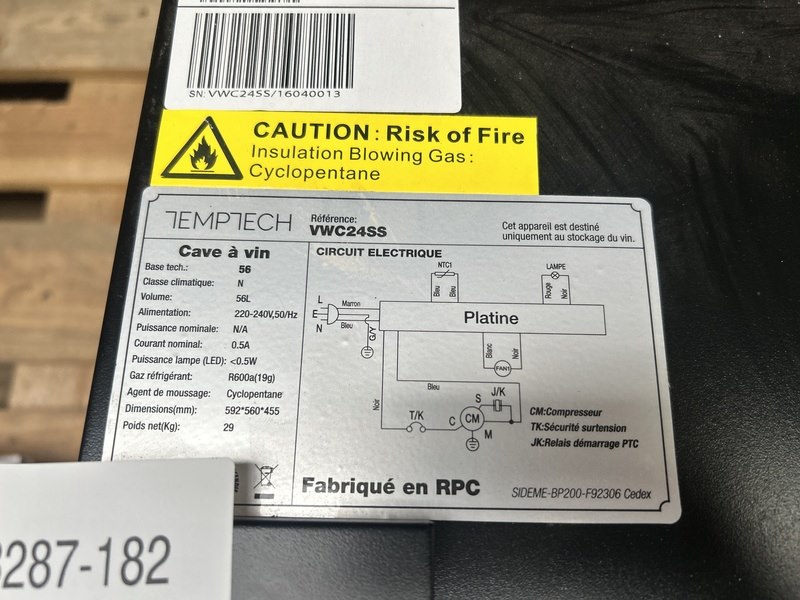 SN: VWC24SS/16040013
CAUTION : Risk of Fire
Insulation Blowing Gas :
Cyclopentane
TEMPTECH
Référence:
VWC24SS
Cet appareil est destiné
uniquement au stockage du vin.
Cave à vin
Base tech.: 56
Classe climatique: N
Volume: 56L
Alimentation: 220-240V,50/Hz
Puissance nominale: N/A
Courant nominal: 0.5A
Puissance lampe (LED): <0.5W
Gaz réfrigérant: R600a(19g)
Agent de moussage: Cyclopentane
Dimensions(mm): 592*560*455
Poids net(Kg): 29
CIRCUIT ELECTRIQUE
NTC1
LAMPE
Bleu
Bleu
Rouge
Noir
L
E
N
Marron
Bleu
G/Y
Platine
Blanc
Noir
FAN1
Bleu
Noir
T/K
C
S
J/K
CM
M
CM:Compresseur
TK:Sécurité surtension
JK:Relais démarrage PTC
Fabriqué en RPC
SIDEME-BP200-F92306 Cedex
287-182